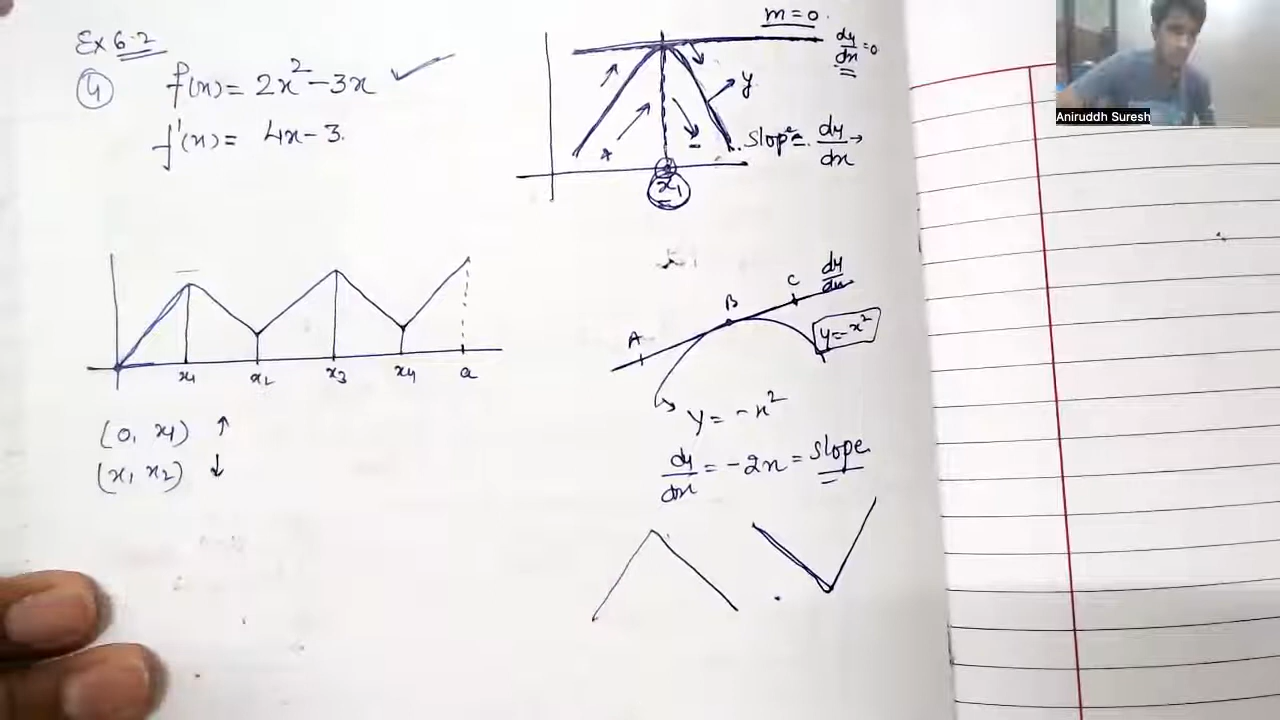 Ex 6.2
4 f(x) = 2x² - 3x ✓
f'(x) = 4x - 3.
m = 0.
dy/dx = 0
y
Slope = dy/dx →
x₁
A
x₁ x₂ x₃ x₄ a
(0, x₁) ↑
(x₁ x₂) ↓
A B C dy/dx
y = -x²
y = -x²
dy/dx = -2x = slope
Aniruddh Suresh